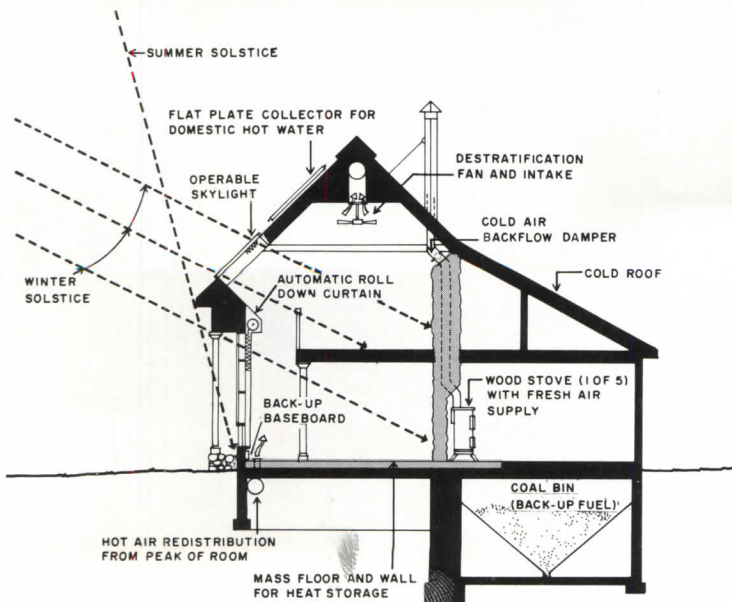 SUMMER SOLSTICE
FLAT PLATE COLLECTOR FOR
DOMESTIC HOT WATER
OPERABLE
SKYLIGHT
DESTRATIFICATION
FAN AND INTAKE
COLD AIR
BACKFLOW DAMPER
COLD ROOF
WINTER
SOLSTICE
AUTOMATIC ROLL
DOWN CURTAIN
WOOD STOVE (1 OF 5)
WITH FRESH AIR
SUPPLY
BACK-UP
BASEBOARD
COAL BIN
(BACK-UP FUEL)
HOT AIR REDISTRIBUTION
FROM PEAK OF ROOM
MASS FLOOR AND WALL
FOR HEAT STORAGE